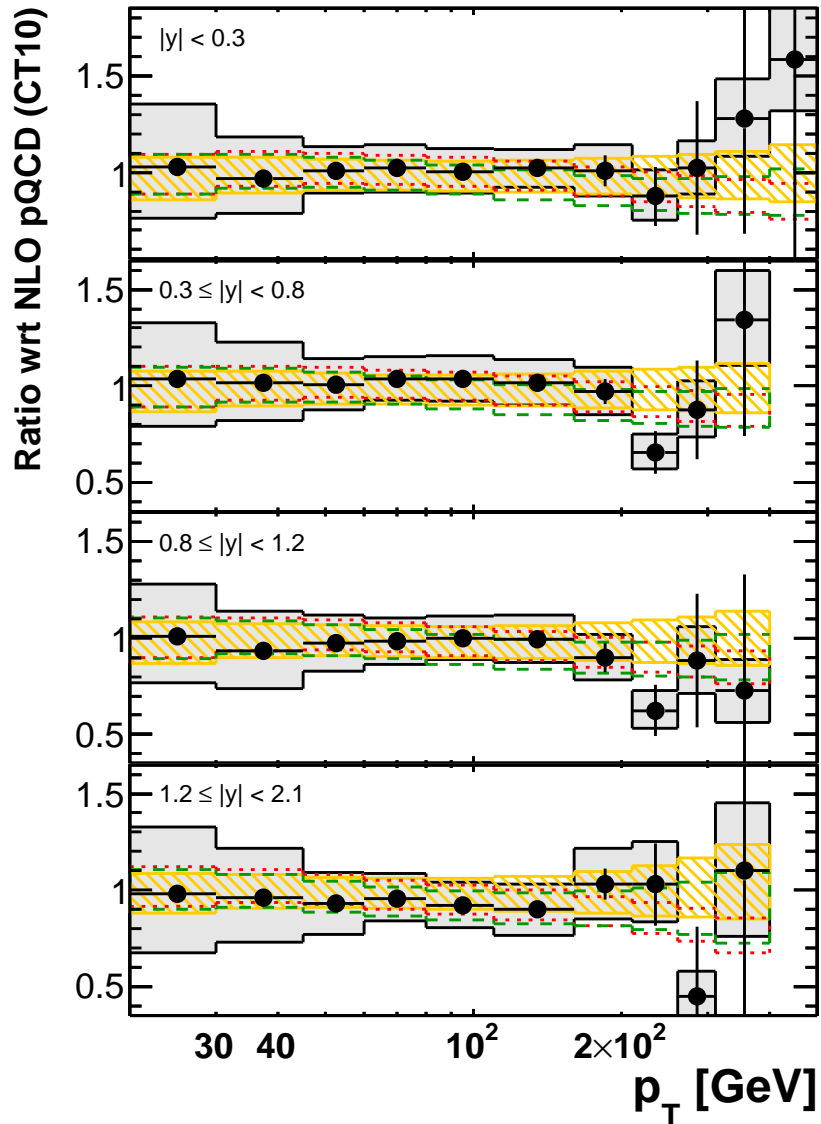 Ratio wrt NLO pQCD (CT10)
|y| < 0.3
1.5
1
0.3 ≤ |y| < 0.8
1.5
1
0.5
0.8 ≤ |y| < 1.2
1.5
1
0.5
1.2 ≤ |y| < 2.1
1.5
1
0.5
30 40 10² 2×10²
p_T [GeV]